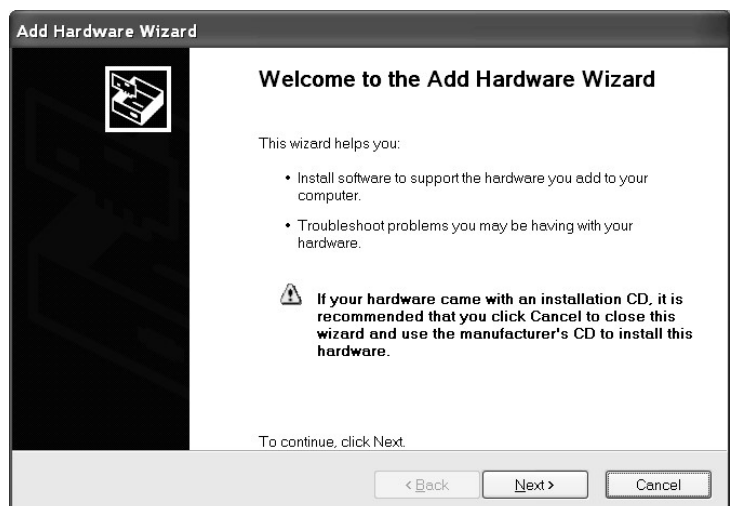 Add Hardware Wizard
Welcome to the Add Hardware Wizard
This wizard helps you:
• Install software to support the hardware you add to your
computer.
• Troubleshoot problems you may be having with your
hardware.
If your hardware came with an installation CD, it is
recommended that you click Cancel to close this
wizard and use the manufacturer's CD to install this
hardware.
To continue, click Next.
< Back Next > Cancel